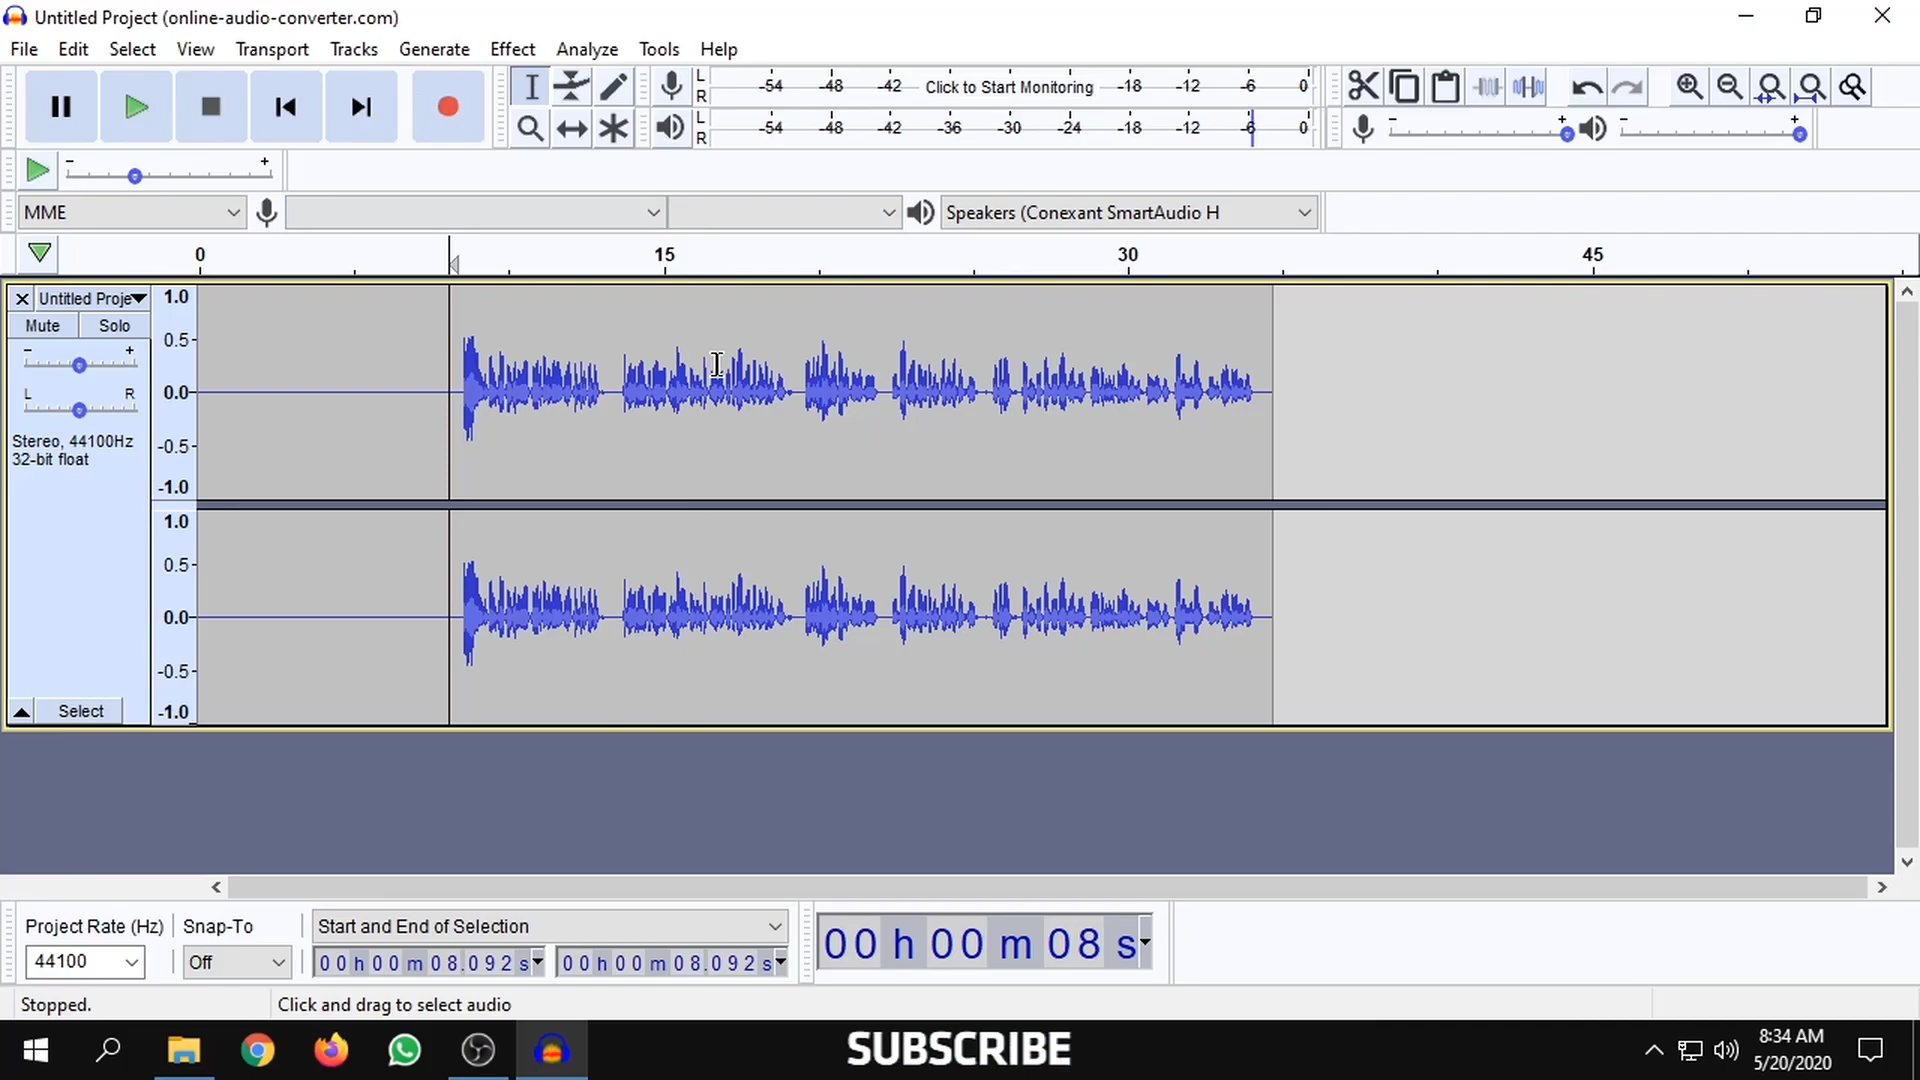 Untitled Project (online-audio-converter.com)
File Edit Select View Transport Tracks Generate Effect Analyze Tools Help
L R -54 -48 -42 Click to Start Monitoring -18 -12 -6 0
L R -54 -48 -42 -36 -30 -24 -18 -12 -6 0
- + - +
- +
MME Speakers (Conexant SmartAudio H
0 15 30 45
Untitled Proje
Mute Solo
- +
L R
Stereo, 44100Hz
32-bit float
Select
1.0
0.5
0.0
-0.5
-1.0
1.0
0.5
0.0
-0.5
-1.0
Project Rate (Hz) Snap-To Start and End of Selection
44100 Off 00 h 00 m 08.092 s 00 h 00 m 08.092 s 00 h 00 m 08 s
Stopped. Click and drag to select audio
SUBSCRIBE
8:34 AM
5/20/2020